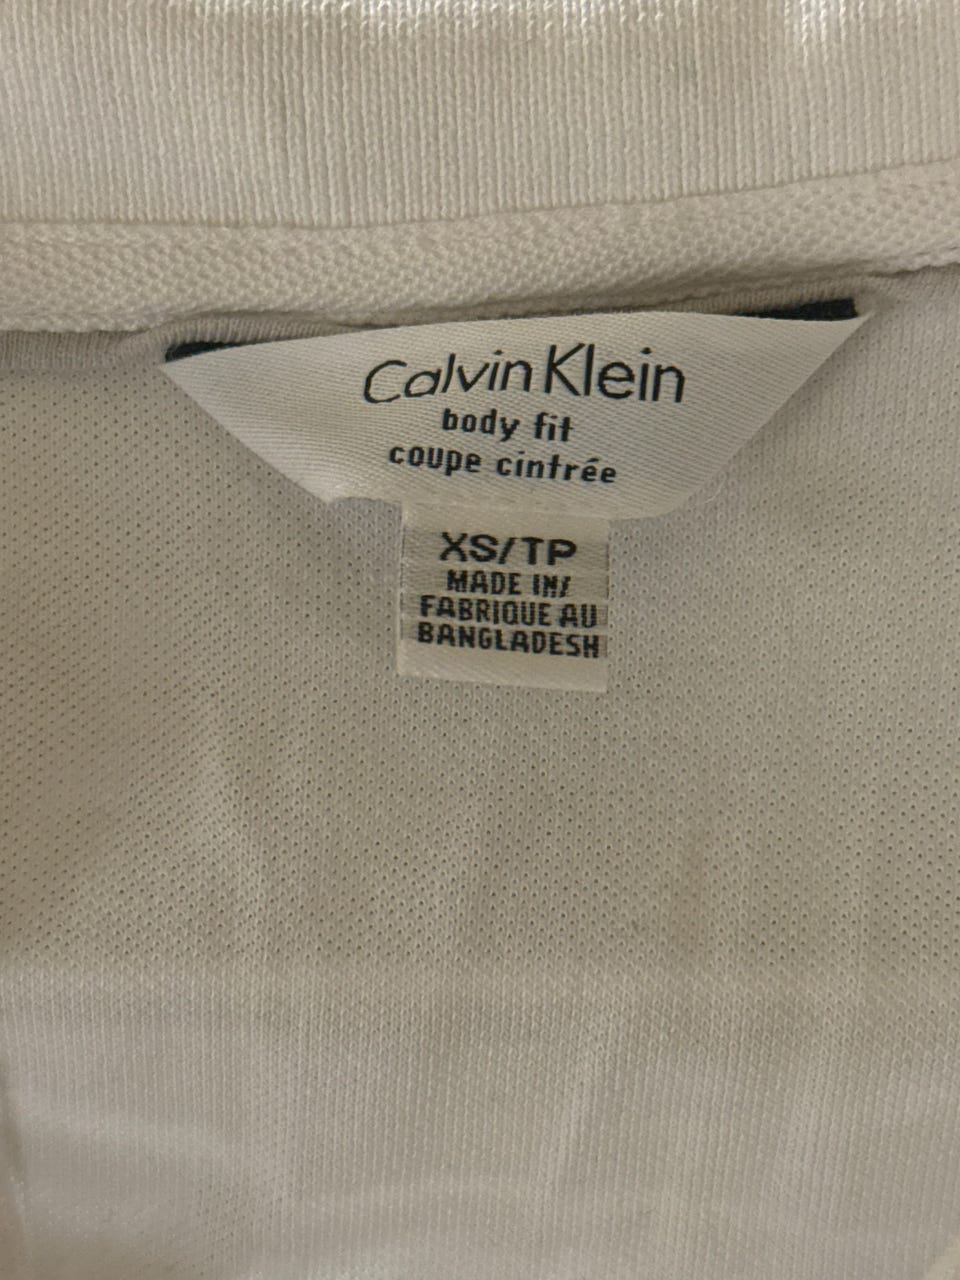 Calvin Klein
body fit
coupe cintrée
XS/TP
MADE IN/
FABRIQUE AU
BANGLADESH